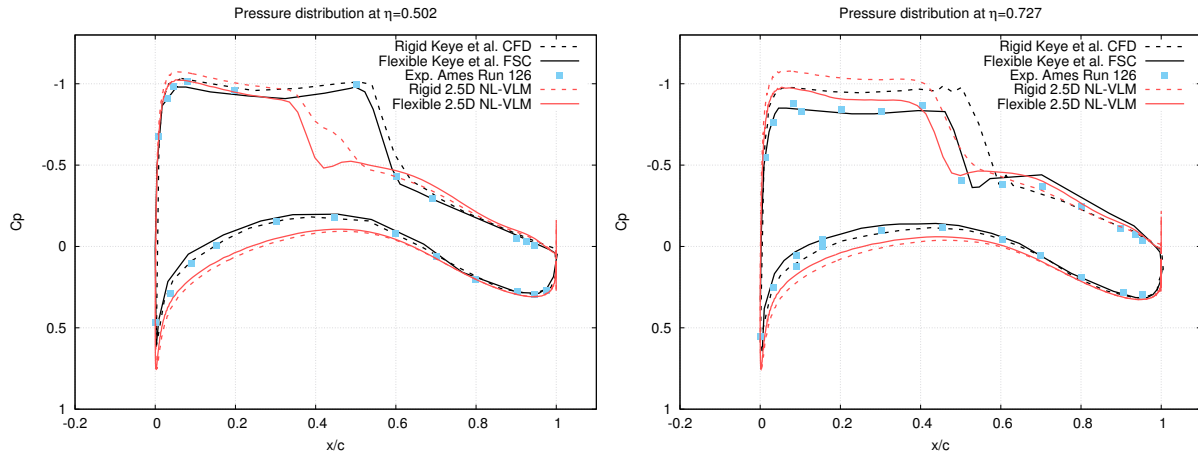 Pressure distribution at η=0.502
Rigid Keye et al. CFD
Flexible Keye et al. FSC
Exp. Ames Run 126
Rigid 2.5D NL-VLM
Flexible 2.5D NL-VLM
-1
-0.5
0
0.5
1
Cp
-0.2
0
0.2
0.4
0.6
0.8
1
x/c
Pressure distribution at η=0.727
Rigid Keye et al. CFD
Flexible Keye et al. FSC
Exp. Ames Run 126
Rigid 2.5D NL-VLM
Flexible 2.5D NL-VLM
-1
-0.5
0
0.5
1
Cp
-0.2
0
0.2
0.4
0.6
0.8
1
x/c